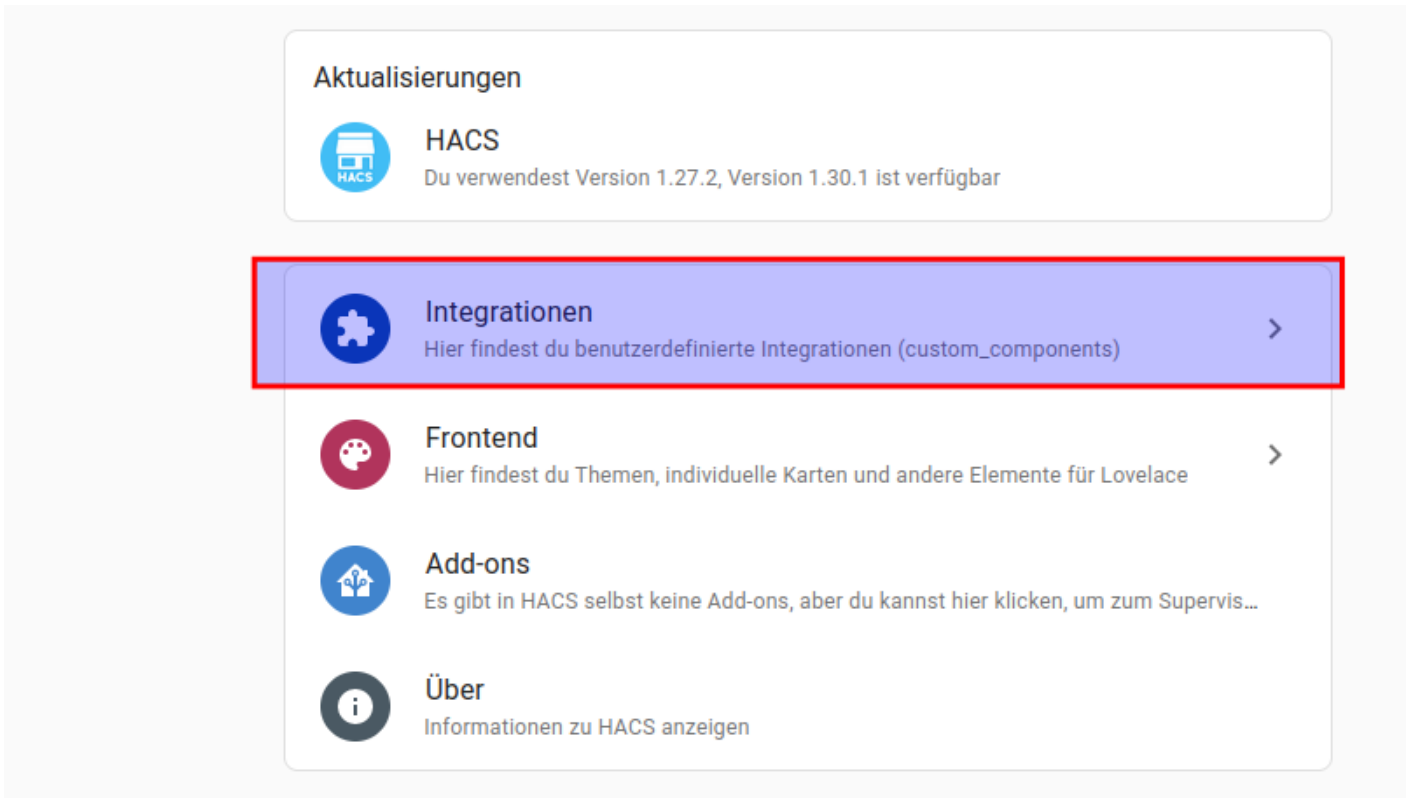 Aktualisierungen
HACS
HACS
Du verwendest Version 1.27.2, Version 1.30.1 ist verfügbar
Integrationen
Hier findest du benutzerdefinierte Integrationen (custom_components)
Frontend
Hier findest du Themen, individuelle Karten und andere Elemente für Lovelace
Add-ons
Es gibt in HACS selbst keine Add-ons, aber du kannst hier klicken, um zum Supervis...
Über
Informationen zu HACS anzeigen